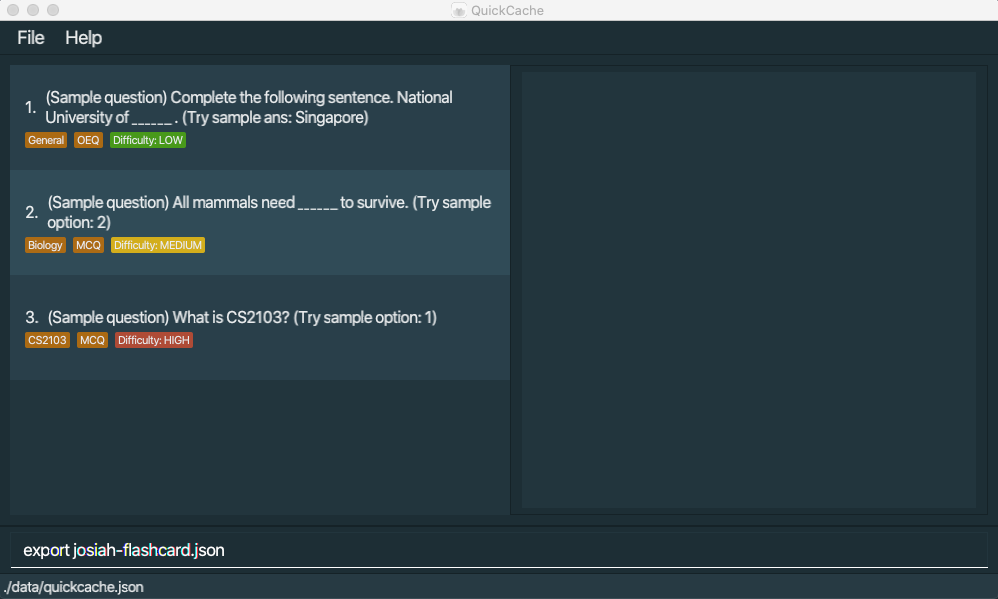 QuickCache
File Help
1. (Sample question) Complete the following sentence. National
University of ______ . (Try sample ans: Singapore)
General OEQ Difficulty: LOW
2. (Sample question) All mammals need ______ to survive. (Try sample
option: 2)
Biology MCQ Difficulty: MEDIUM
3. (Sample question) What is CS2103? (Try sample option: 1)
CS2103 MCQ Difficulty: HIGH
export josiah-flashcard.json
./data/quickcache.json